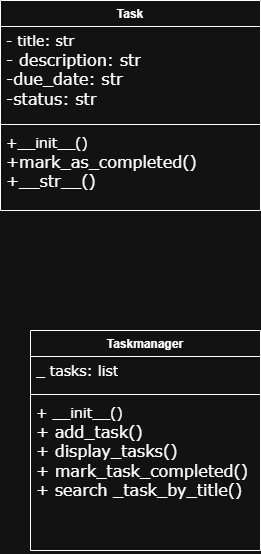 Task
- title: str
- description: str
-due_date: str
-status: str
+__init__()
+mark_as_completed()
+__str__()
Taskmanager
_ tasks: list
+ __init__()
+ add_task()
+ display_tasks()
+ mark_task_completed()
+ search _task_by_title()